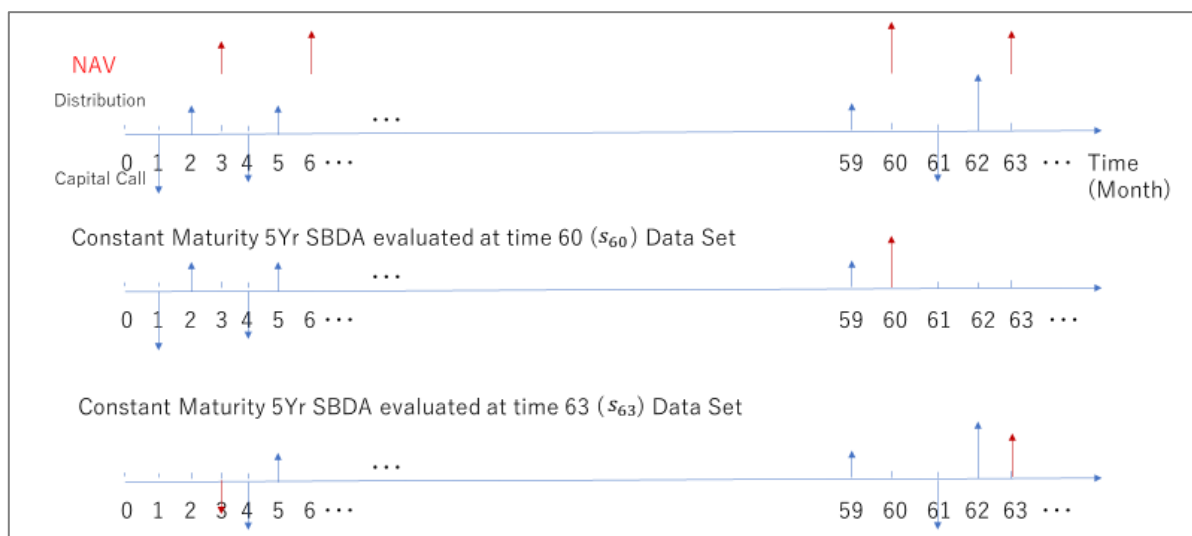 NAV
Distribution
...
0 1 2 3 4 5 6 ... 59 60 61 62 63 ... Time
(Month)
Capital Call
Constant Maturity 5Yr SBDA evaluated at time 60 (s₆₀) Data Set
...
0 1 2 3 4 5 6 ... 59 60 61 62 63 ...
Constant Maturity 5Yr SBDA evaluated at time 63 (s₆₃) Data Set
...
0 1 2 3 4 5 6 ... 59 60 61 62 63 ...